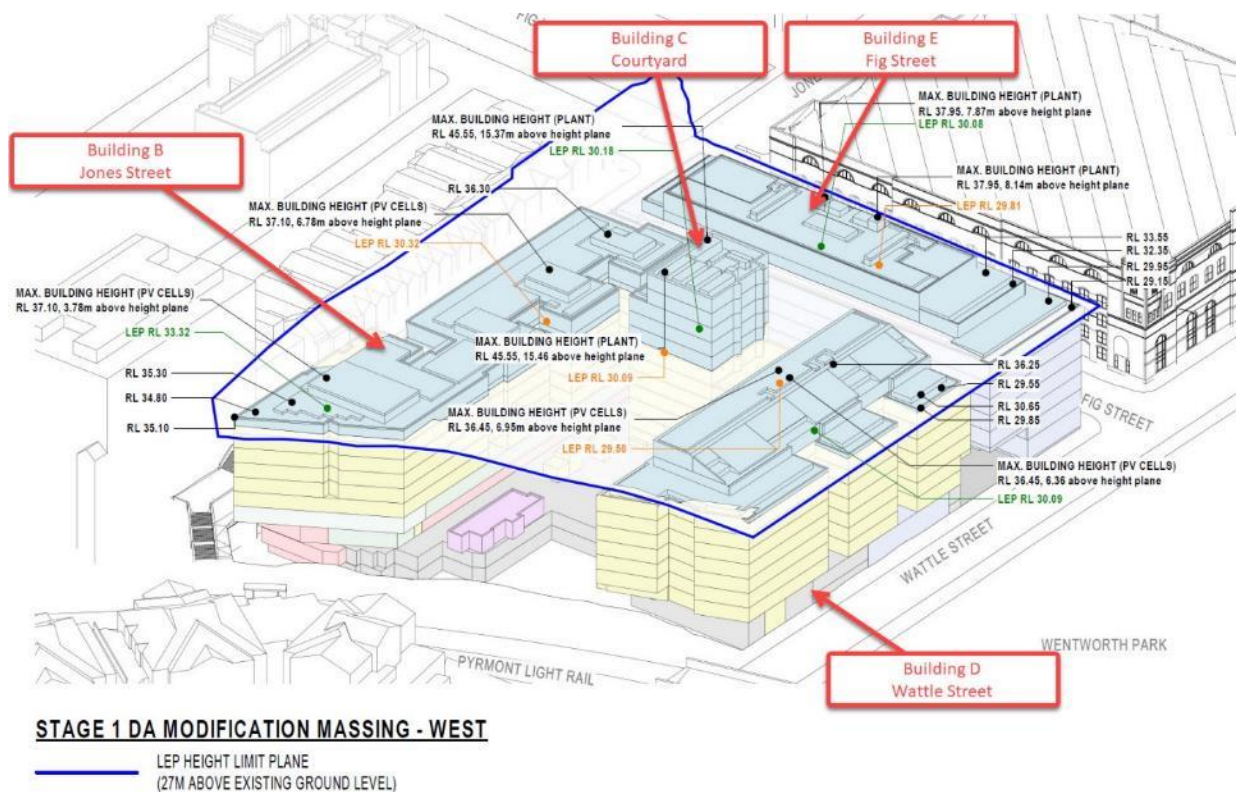 FIG
Building C
Courtyard
Building E
Fig Street
JONE
MAX. BUILDING HEIGHT (PLANT)
RL 45.55, 15.37m above height plane
LEP RL 30.18
MAX. BUILDING HEIGHT (PLANT)
RL 37.95, 7.87m above height plane
LEP RL 30.08
Building B
Jones Street
RL 36.30
MAX. BUILDING HEIGHT (PLANT)
RL 37.95, 8.14m above height plane
LEP RL 29.81
MAX. BUILDING HEIGHT (PV CELLS)
RL 37.10, 6.78m above height plane
LEP RL 30.32
RL 33.55
RL 32.35
RL 29.95
RL 29.15
MAX. BUILDING HEIGHT (PV CELLS)
RL 37.10, 3.78m above height plane
LEP RL 33.32
MAX. BUILDING HEIGHT (PLANT)
RL 45.55, 15.46 above height plane
LEP RL 30.09
RL 35.30
RL 34.80
RL 35.10
RL 36.25
RL 29.55
RL 30.65
RL 29.85
FIG STREET
MAX. BUILDING HEIGHT (PV CELLS)
RL 36.45, 6.95m above height plane
LEP RL 29.50
MAX. BUILDING HEIGHT (PV CELLS)
RL 36.45, 6.36 above height plane
LEP RL 30.09
WATTLE STREET
WENTWORTH PARK
PYRMONT LIGHT RAIL
Building D
Wattle Street
STAGE 1 DA MODIFICATION MASSING - WEST
LEP HEIGHT LIMIT PLANE
(27M ABOVE EXISTING GROUND LEVEL)